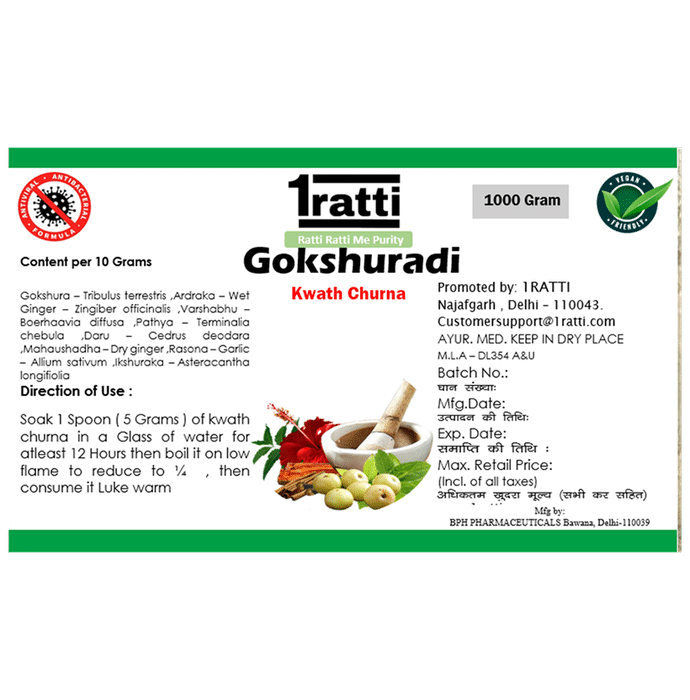 ANTIVIRAL - ANTIBACTERIAL
FORMULA
1ratti
Ratti Ratti Me Purity
Gokshuradi
Kwath Churna
1000 Gram
VEGAN
FRIENDLY
Content per 10 Grams
Gokshura – Tribulus terrestris ,Ardraka – Wet
Ginger – Zingiber officinalis ,Varshabhu –
Boerhaavia diffusa ,Pathya – Terminalia
chebula ,Daru – Cedrus deodara
,Mahaushadha – Dry ginger ,Rasona – Garlic
– Allium sativum ,Ikshuraka – Asteracantha
longifolia
Direction of Use :
Soak 1 Spoon ( 5 Grams ) of kwath
churna in a Glass of water for
atleast 12 Hours then boil it on low
flame to reduce to ¼ , then
consume it Luke warm
Promoted by: 1RATTI
Najafgarh , Delhi – 110043.
Customersupport@1ratti.com
AYUR. MED. KEEP IN DRY PLACE
M.L.A – DL354 A&U
Batch No.:
घान संख्याः
Mfg.Date:
उत्पादन की तिथिः
Exp. Date:
समाप्ति की तिथि :
Max. Retail Price:
(Incl. of all taxes)
अधिकतम खुदरा मूल्य (सभी कर सहित)
Mfg by:
BPH PHARMACEUTICALS Bawana, Delhi-110039